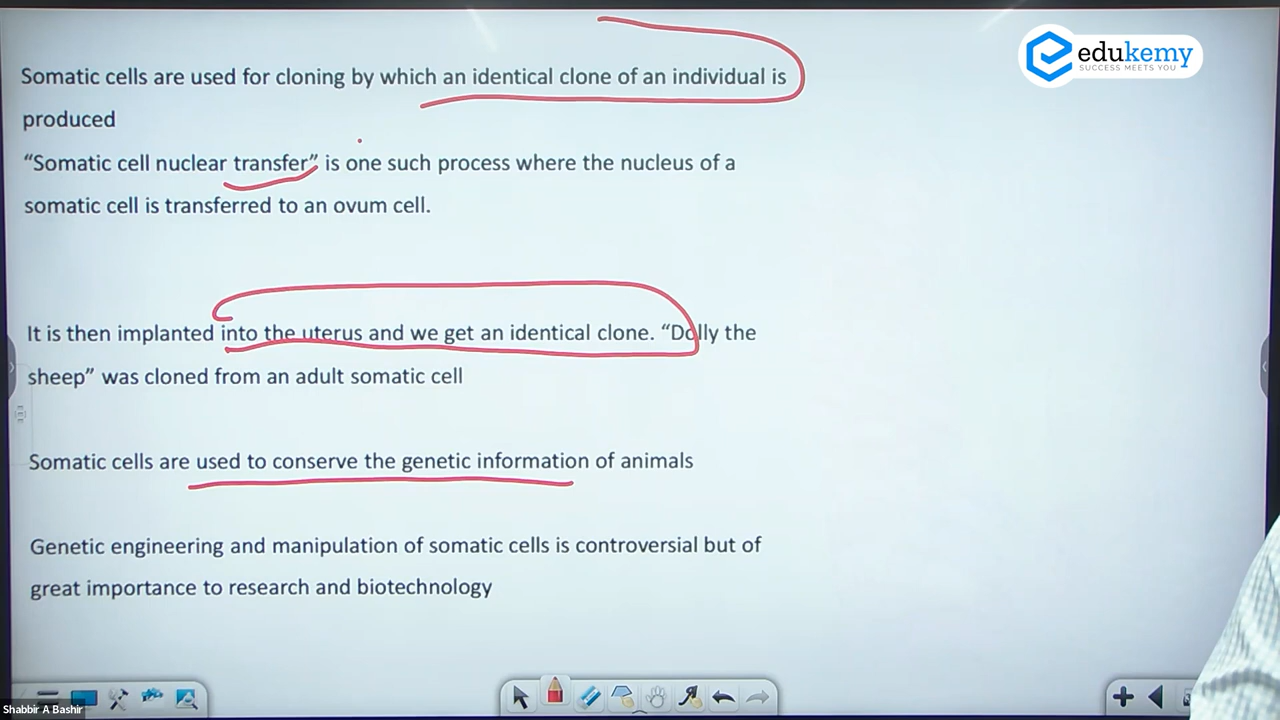 edukemy
SUCCESS MEETS YOU
Somatic cells are used for cloning by which an identical clone of an individual is
produced
“Somatic cell nuclear transfer” is one such process where the nucleus of a
somatic cell is transferred to an ovum cell.
It is then implanted into the uterus and we get an identical clone. “Dolly the
sheep” was cloned from an adult somatic cell
Somatic cells are used to conserve the genetic information of animals
Genetic engineering and manipulation of somatic cells is controversial but of
great importance to research and biotechnology
Shabbir A Bashir